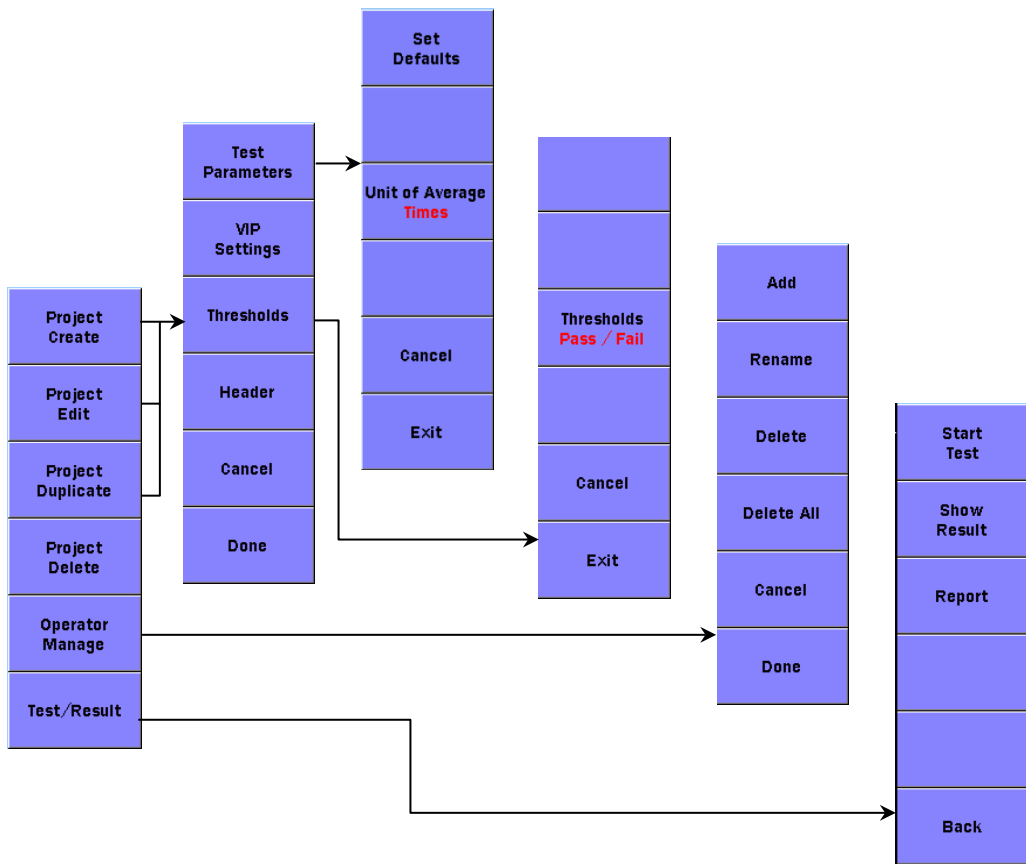 Project
Create
Project
Edit
Project
Duplicate
Project
Delete
Operator
Manage
Test/Result
Test
Parameters
VIP
Settings
Thresholds
Header
Cancel
Done
Set
Defaults
Unit of Average
Times
Cancel
Exit
Thresholds
Pass / Fail
Cancel
Exit
Add
Rename
Delete
Delete All
Cancel
Done
Start
Test
Show
Result
Report
Back